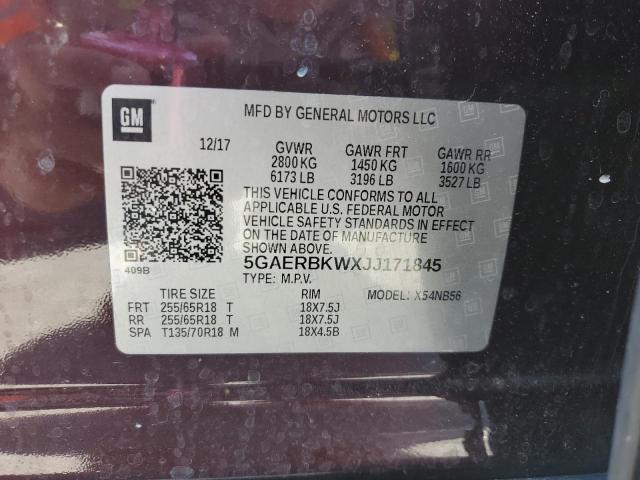 GM
MFD BY GENERAL MOTORS LLC
12/17 GVWR GAWR FRT GAWR RR
2800 KG 1450 KG 1600 KG
6173 LB 3196 LB 3527 LB
THIS VEHICLE CONFORMS TO ALL
APPLICABLE U.S. FEDERAL MOTOR
VEHICLE SAFETY STANDARDS IN EFFECT
ON THE DATE OF MANUFACTURE
SHOWN ABOVE.
409B
5GAERBKWXJJ171845
TYPE: M.P.V.
TIRE SIZE RIM MODEL: X54NB56
FRT 255/65R18 T 18X7.5J
RR 255/65R18 T 18X7.5J
SPA T135/70R18 M 18X4.5B